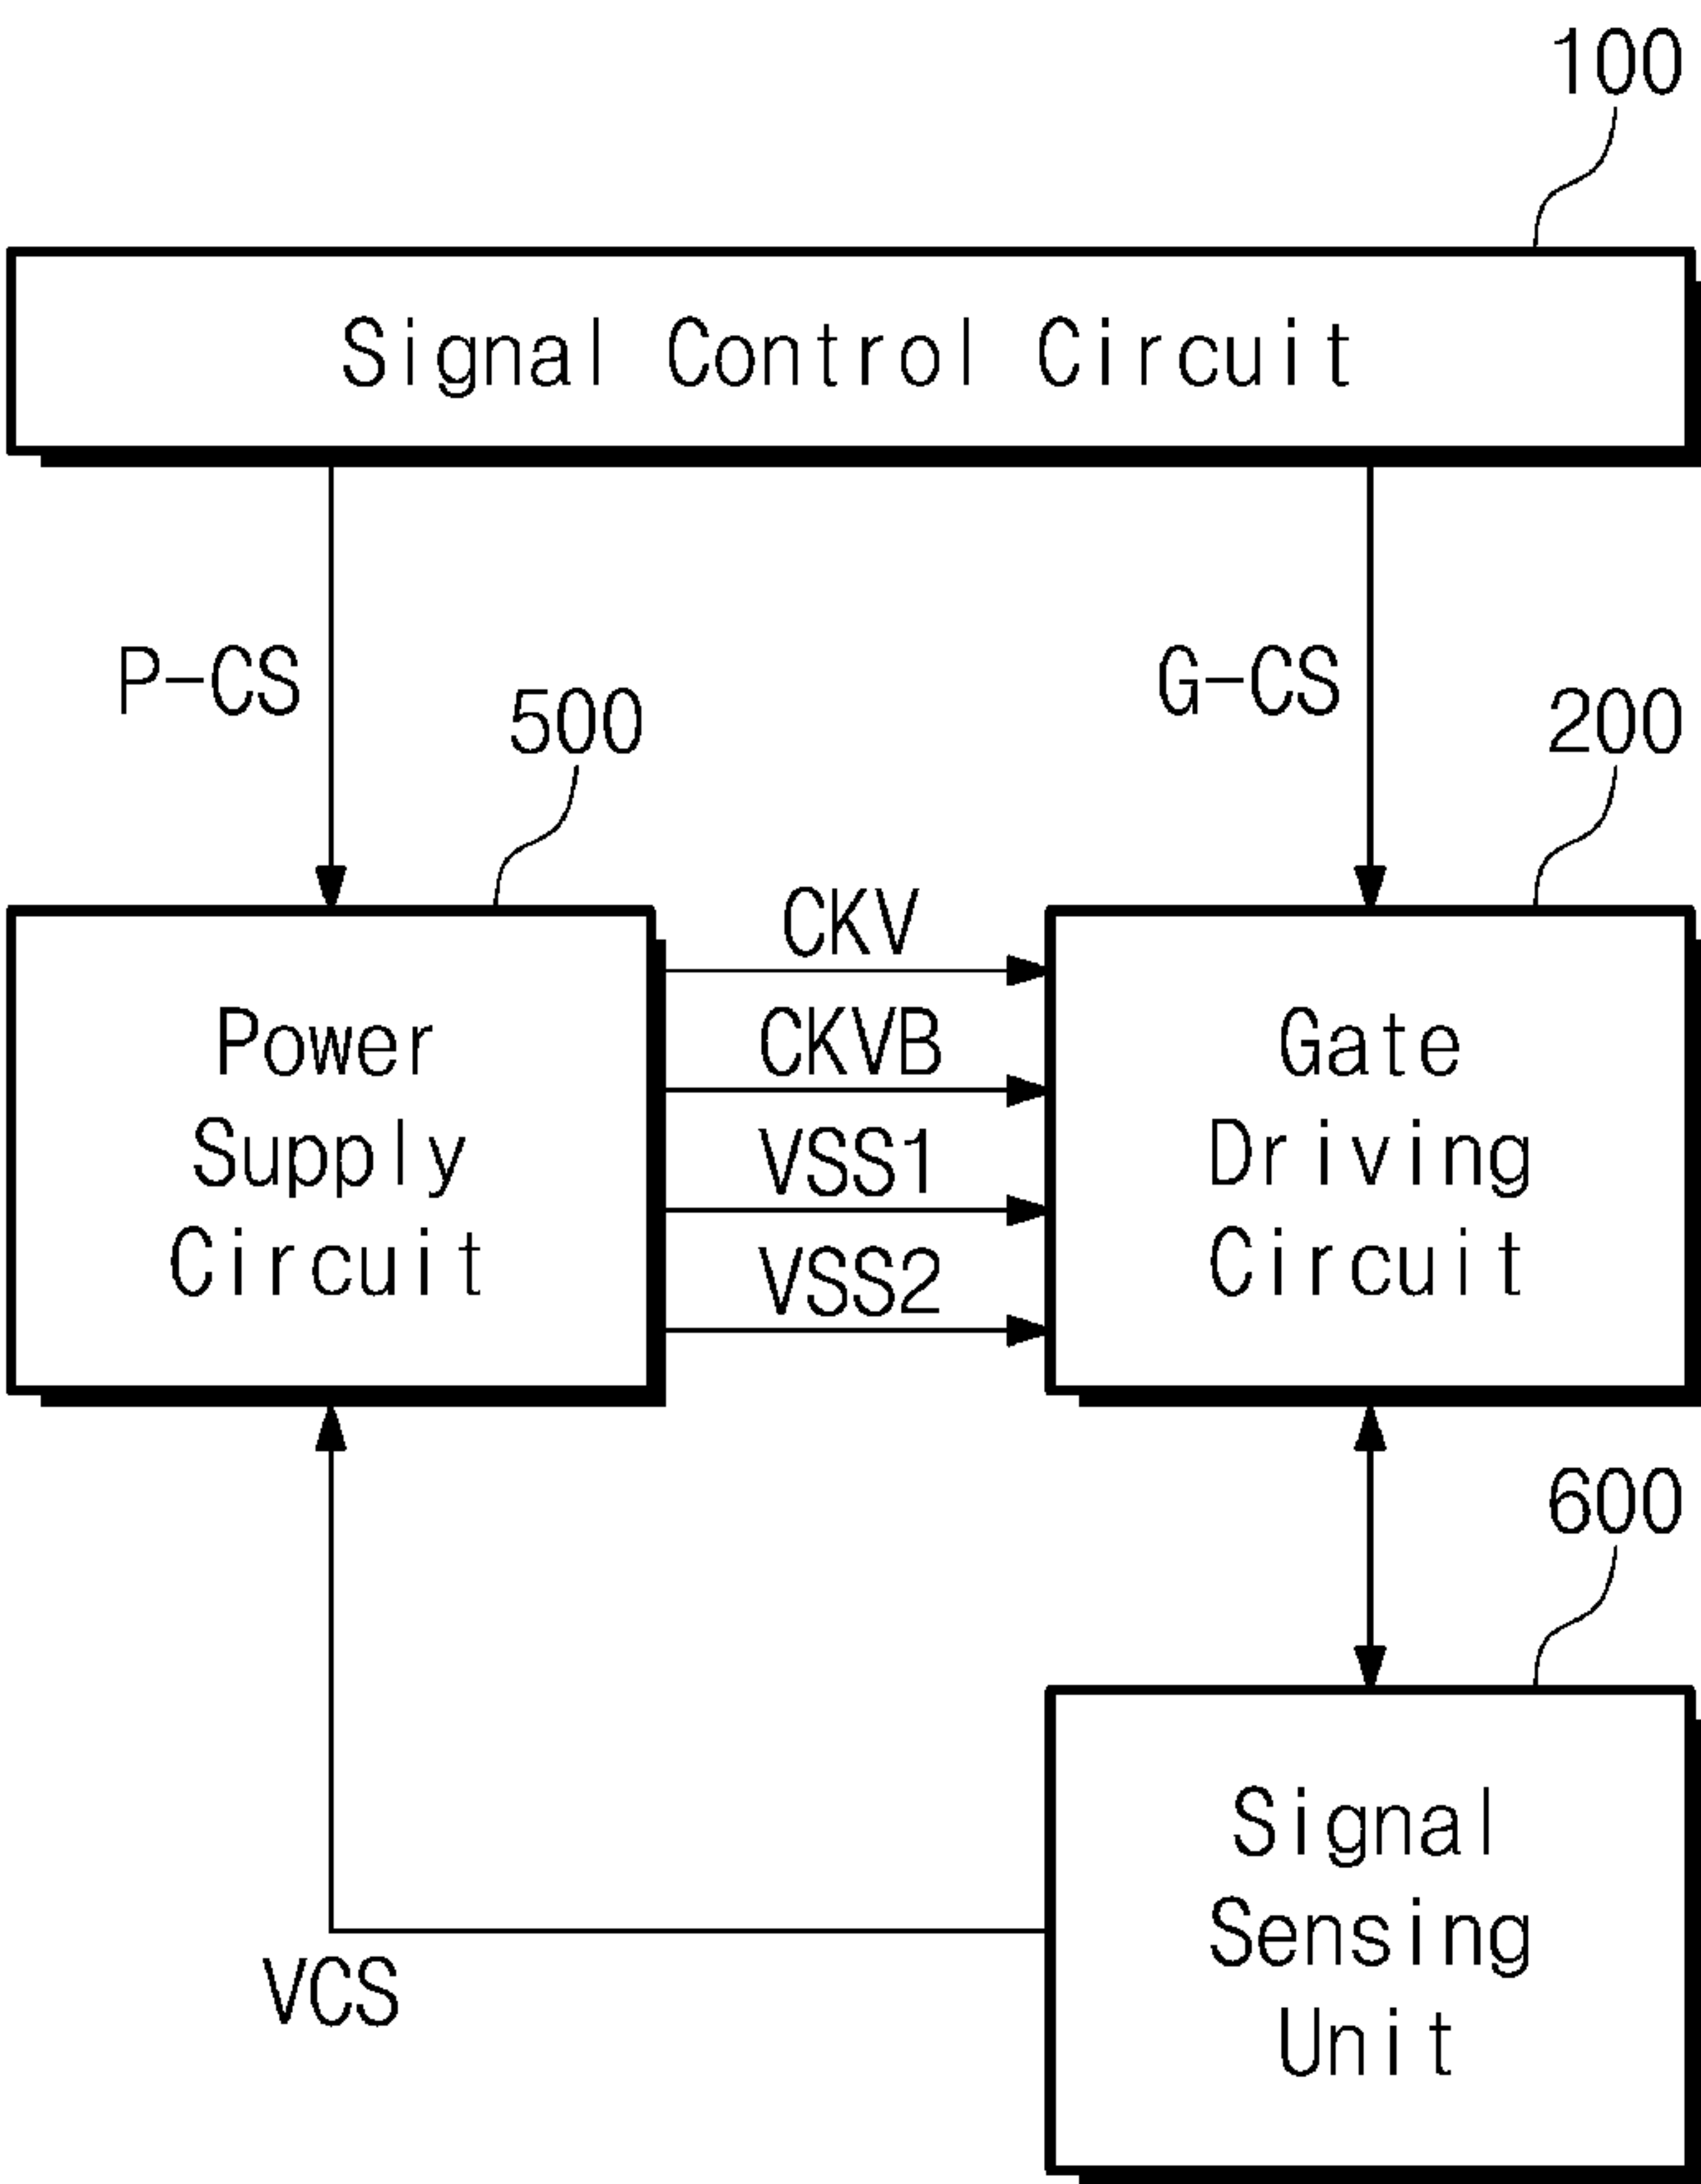 100
Signal Control Circuit
P-CS
G-CS
500
200
CKV
CKVB
VSS1
VSS2
Power
Supply
Circuit
Gate
Driving
Circuit
600
Signal
Sensing
Unit
VCS